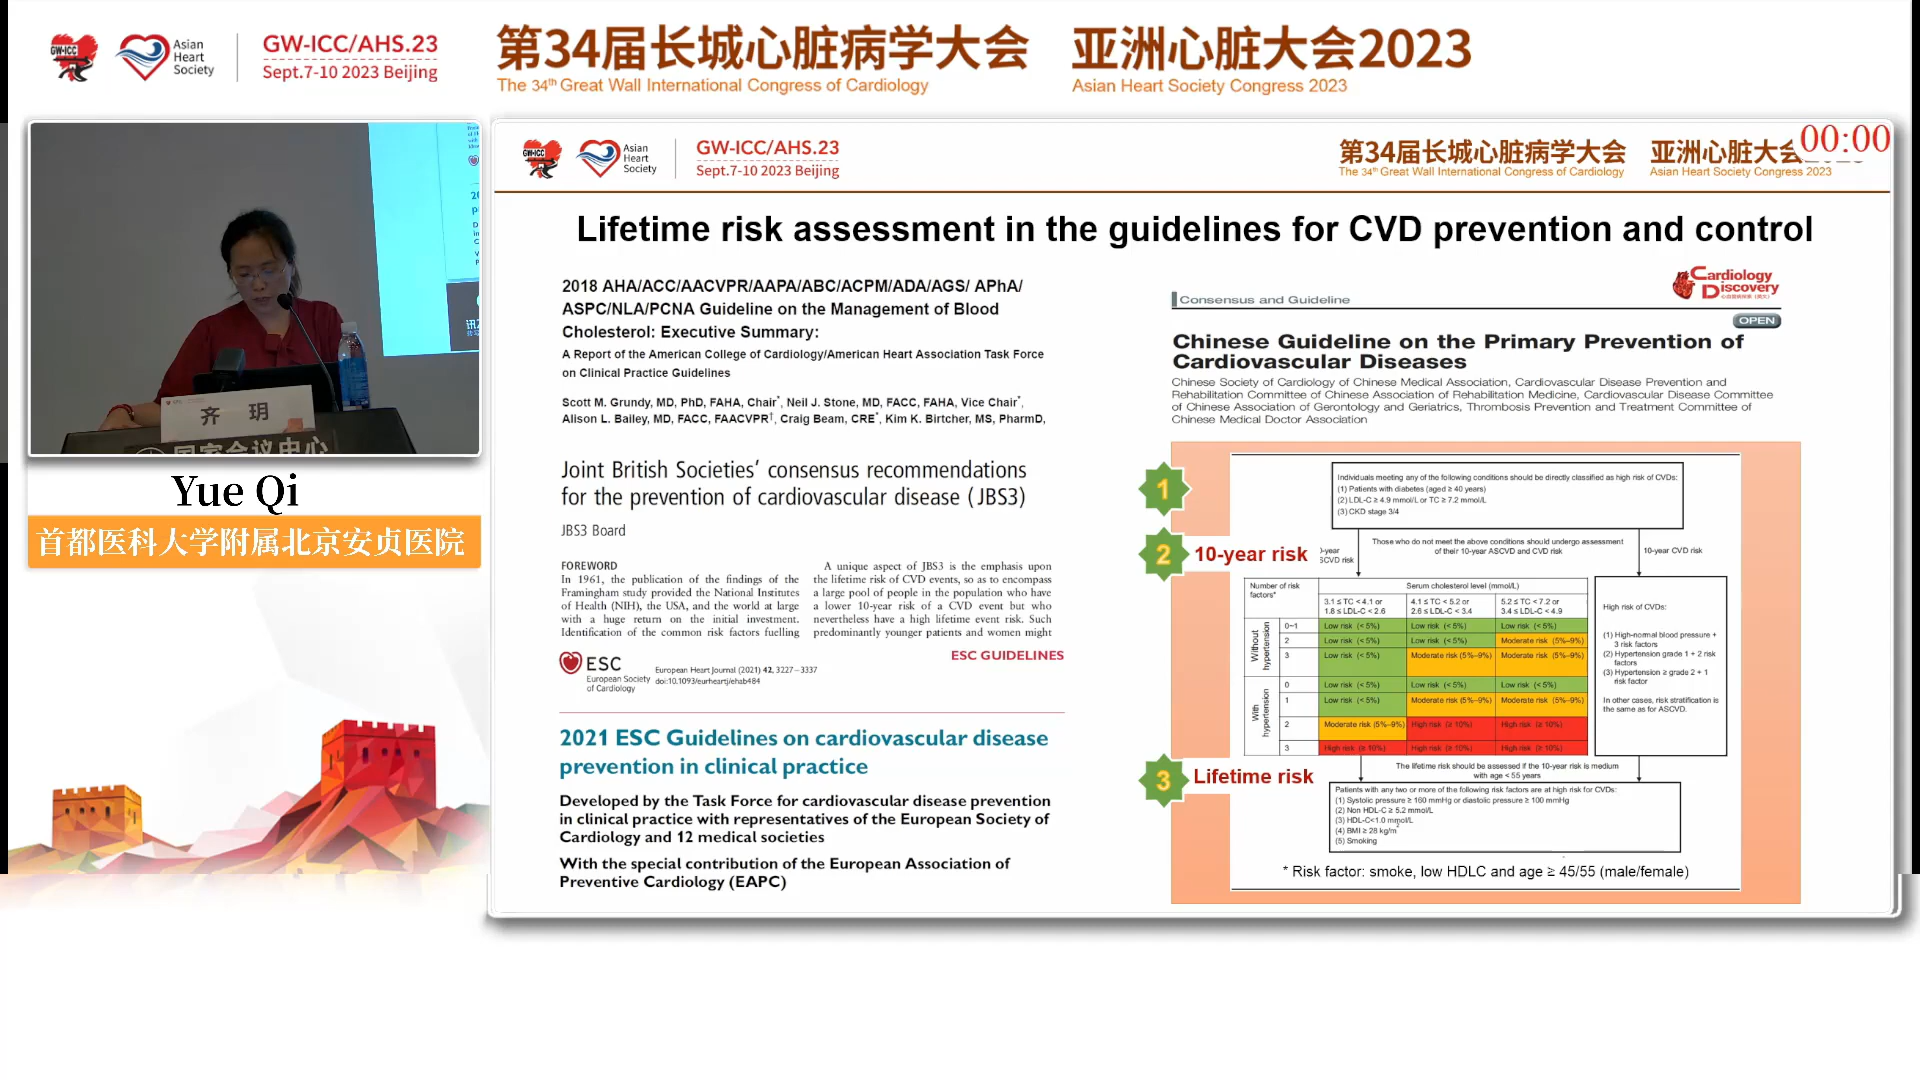 GW-ICC
Asian
Heart
Society
GW-ICC/AHS.23
Sept.7-10 2023 Beijing
第34届长城心脏病学大会
The 34th Great Wall International Congress of Cardiology
亚洲心脏大会2023
Asian Heart Society Congress 2023
齐 玥
国家会议中心
Yue Qi
首都医科大学附属北京安贞医院
GW-ICC
Asian
Heart
Society
GW-ICC/AHS.23
Sept.7-10 2023 Beijing
第34届长城心脏病学大会
The 34th Great Wall International Congress of Cardiology
亚洲心脏大会
Asian Heart Society Congress 2023
00:00
Lifetime risk assessment in the guidelines for CVD prevention and control
2018 AHA/ACC/AACVPR/AAPA/ABC/ACPM/ADA/AGS/ APhA/
ASPC/NLA/PCNA Guideline on the Management of Blood
Cholesterol: Executive Summary:
A Report of the American College of Cardiology/American Heart Association Task Force
on Clinical Practice Guidelines
Scott M. Grundy, MD, PhD, FAHA, Chair*, Neil J. Stone, MD, FACC, FAHA, Vice Chair*,
Alison L. Bailey, MD, FACC, FAACVPR†, Craig Beam, CRE*, Kim K. Birtcher, MS, PharmD,
Joint British Societies' consensus recommendations
for the prevention of cardiovascular disease (JBS3)
JBS3 Board
FOREWORD
In 1961, the publication of the findings of the
Framingham study provided the National Institutes
of Health (NIH), the USA, and the world at large
with a huge return on the initial investment.
Identification of the common risk factors fuelling
A unique aspect of JBS3 is the emphasis upon
the lifetime risk of CVD events, so as to encompass
a large pool of people in the population who have
a lower 10-year risk of a CVD event but who
nevertheless have a high lifetime event risk. Such
predominantly younger patients and women might
ESC
European Society
of Cardiology
European Heart Journal (2021) 42, 3227–3337
doi:10.1093/eurheartj/ehab484
ESC GUIDELINES
2021 ESC Guidelines on cardiovascular disease
prevention in clinical practice
Developed by the Task Force for cardiovascular disease prevention
in clinical practice with representatives of the European Society of
Cardiology and 12 medical societies
With the special contribution of the European Association of
Preventive Cardiology (EAPC)
Consensus and Guideline
Cardiology
Discovery
OPEN
Chinese Guideline on the Primary Prevention of
Cardiovascular Diseases
Chinese Society of Cardiology of Chinese Medical Association, Cardiovascular Disease Prevention and
Rehabilitation Committee of Chinese Association of Rehabilitation Medicine, Cardiovascular Disease Committee
of Chinese Association of Gerontology and Geriatrics, Thrombosis Prevention and Treatment Committee of
Chinese Medical Doctor Association
1
Individuals meeting any of the following conditions should be directly classified as high risk of CVDs:
(1) Patients with diabetes (aged ≥ 40 years)
(2) LDL-C ≥ 4.9 mmol/L or TC ≥ 7.2 mmol/L
(3) CKD stage 3/4
2
10-year risk
-year
SCVD risk
Those who do not meet the above conditions should undergo assessment
of their 10-year ASCVD and CVD risk
10-year CVD risk
Number of risk
factors*
Serum cholesterol level (mmol/L)
3.1 ≤ TC < 4.1 or
1.8 ≤ LDL-C < 2.6
4.1 ≤ TC < 5.2 or
2.6 ≤ LDL-C < 3.4
5.2 ≤ TC < 7.2 or
3.4 ≤ LDL-C < 4.9
Without
hypertension
0–1 Low risk (< 5%) Low risk (< 5%) Low risk (< 5%)
2 Low risk (< 5%) Low risk (< 5%) Moderate risk (5%–9%)
3 Low risk (< 5%) Moderate risk (5%–9%) Moderate risk (5%–9%)
With
hypertension
0 Low risk (< 5%) Low risk (< 5%) Low risk (< 5%)
1 Low risk (< 5%) Moderate risk (5%–9%) Moderate risk (5%–9%)
2 Moderate risk (5%–9%) High risk (≥ 10%) High risk (≥ 10%)
3 High risk (≥ 10%) High risk (≥ 10%) High risk (≥ 10%)
High risk of CVDs:
(1) High-normal blood pressure +
3 risk factors
(2) Hypertension grade 1 + 2 risk
factors
(3) Hypertension ≥ grade 2 + 1
risk factor
In other cases, risk stratification is
the same as for ASCVD.
3
Lifetime risk
The lifetime risk should be assessed if the 10-year risk is medium
with age < 55 years
Patients with any two or more of the following risk factors are at high risk for CVDs:
(1) Systolic pressure ≥ 160 mmHg or diastolic pressure ≥ 100 mmHg
(2) Non HDL-C ≥ 5.2 mmol/L
(3) HDL-C<1.0 mmol/L
(4) BMI ≥ 28 kg/m²
(5) Smoking
* Risk factor: smoke, low HDLC and age ≥ 45/55 (male/female)